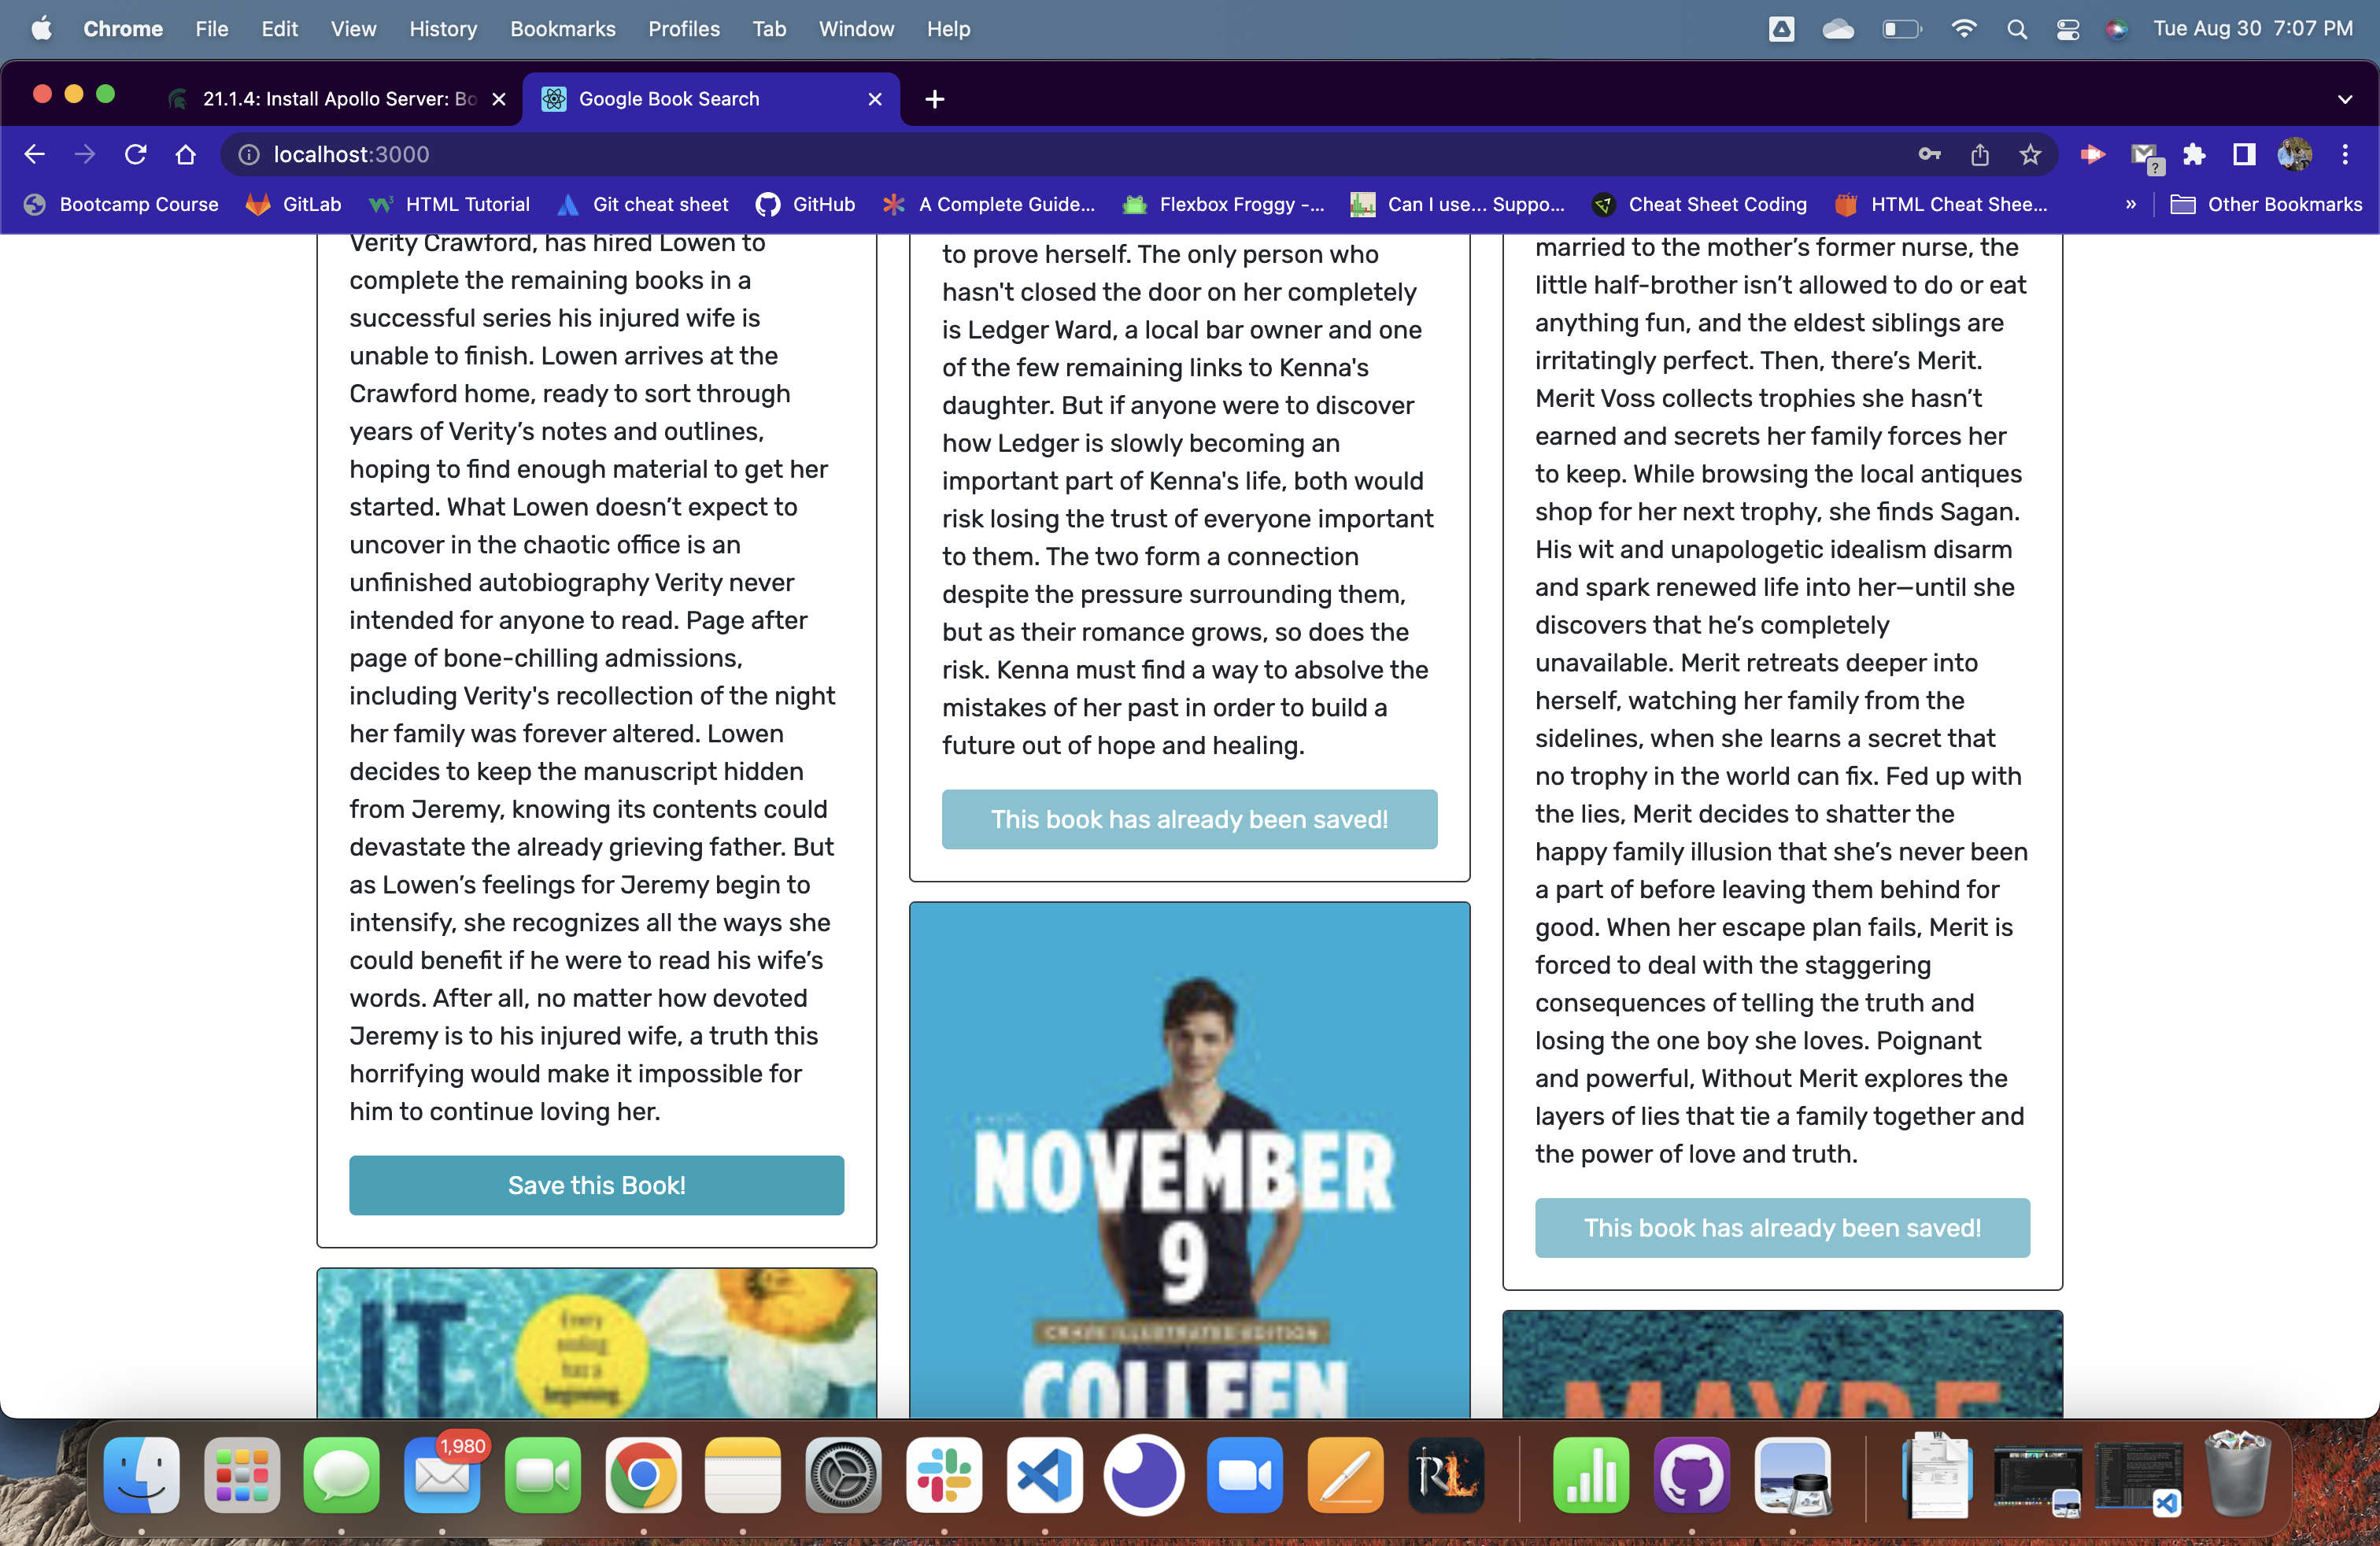 Chrome File Edit View History Bookmarks Profiles Tab Window Help
Tue Aug 30 7:07 PM
21.1.4: Install Apollo Server: Bo
Google Book Search
localhost:3000
Bootcamp Course
GitLab
HTML Tutorial
Git cheat sheet
GitHub
A Complete Guide...
Flexbox Froggy -...
Can I use... Suppo...
Cheat Sheet Coding
HTML Cheat Shee...
»
Other Bookmarks
Verity Crawford, has hired Lowen to
complete the remaining books in a
successful series his injured wife is
unable to finish. Lowen arrives at the
Crawford home, ready to sort through
years of Verity’s notes and outlines,
hoping to find enough material to get her
started. What Lowen doesn’t expect to
uncover in the chaotic office is an
unfinished autobiography Verity never
intended for anyone to read. Page after
page of bone-chilling admissions,
including Verity's recollection of the night
her family was forever altered. Lowen
decides to keep the manuscript hidden
from Jeremy, knowing its contents could
devastate the already grieving father. But
as Lowen’s feelings for Jeremy begin to
intensify, she recognizes all the ways she
could benefit if he were to read his wife’s
words. After all, no matter how devoted
Jeremy is to his injured wife, a truth this
horrifying would make it impossible for
him to continue loving her.
Save this Book!
IT
Every
ending
has a
beginning.
to prove herself. The only person who
hasn't closed the door on her completely
is Ledger Ward, a local bar owner and one
of the few remaining links to Kenna's
daughter. But if anyone were to discover
how Ledger is slowly becoming an
important part of Kenna's life, both would
risk losing the trust of everyone important
to them. The two form a connection
despite the pressure surrounding them,
but as their romance grows, so does the
risk. Kenna must find a way to absolve the
mistakes of her past in order to build a
future out of hope and healing.
This book has already been saved!
NOVEMBER
9
CRAVE ILLUSTRATED EDITION
COLLEEN
married to the mother’s former nurse, the
little half-brother isn’t allowed to do or eat
anything fun, and the eldest siblings are
irritatingly perfect. Then, there’s Merit.
Merit Voss collects trophies she hasn’t
earned and secrets her family forces her
to keep. While browsing the local antiques
shop for her next trophy, she finds Sagan.
His wit and unapologetic idealism disarm
and spark renewed life into her—until she
discovers that he’s completely
unavailable. Merit retreats deeper into
herself, watching her family from the
sidelines, when she learns a secret that
no trophy in the world can fix. Fed up with
the lies, Merit decides to shatter the
happy family illusion that she’s never been
a part of before leaving them behind for
good. When her escape plan fails, Merit is
forced to deal with the staggering
consequences of telling the truth and
losing the one boy she loves. Poignant
and powerful, Without Merit explores the
layers of lies that tie a family together and
the power of love and truth.
This book has already been saved!
MAYBE
1,980
RL